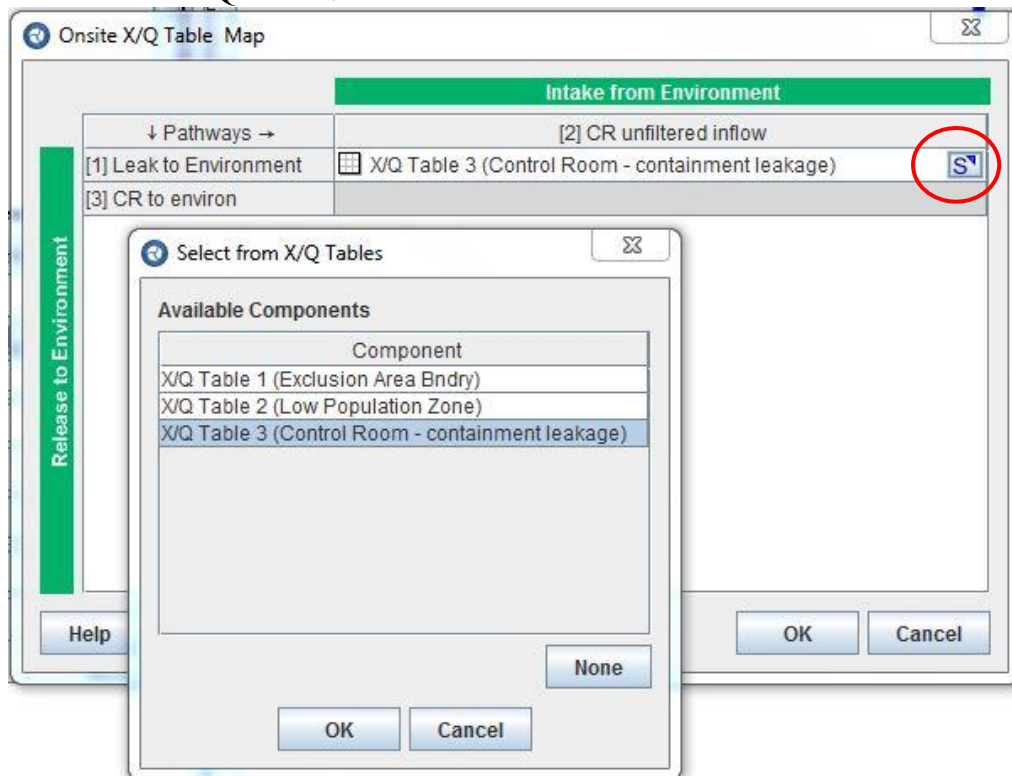 Onsite X/Q Table Map
Intake from Environment
↓ Pathways → [2] CR unfiltered inflow
[1] Leak to Environment X/Q Table 3 (Control Room - containment leakage) S
[3] CR to environ
Release to Environment
Select from X/Q Tables
Available Components
Component
X/Q Table 1 (Exclusion Area Bndry)
X/Q Table 2 (Low Population Zone)
X/Q Table 3 (Control Room - containment leakage)
None
OK Cancel
Help OK Cancel